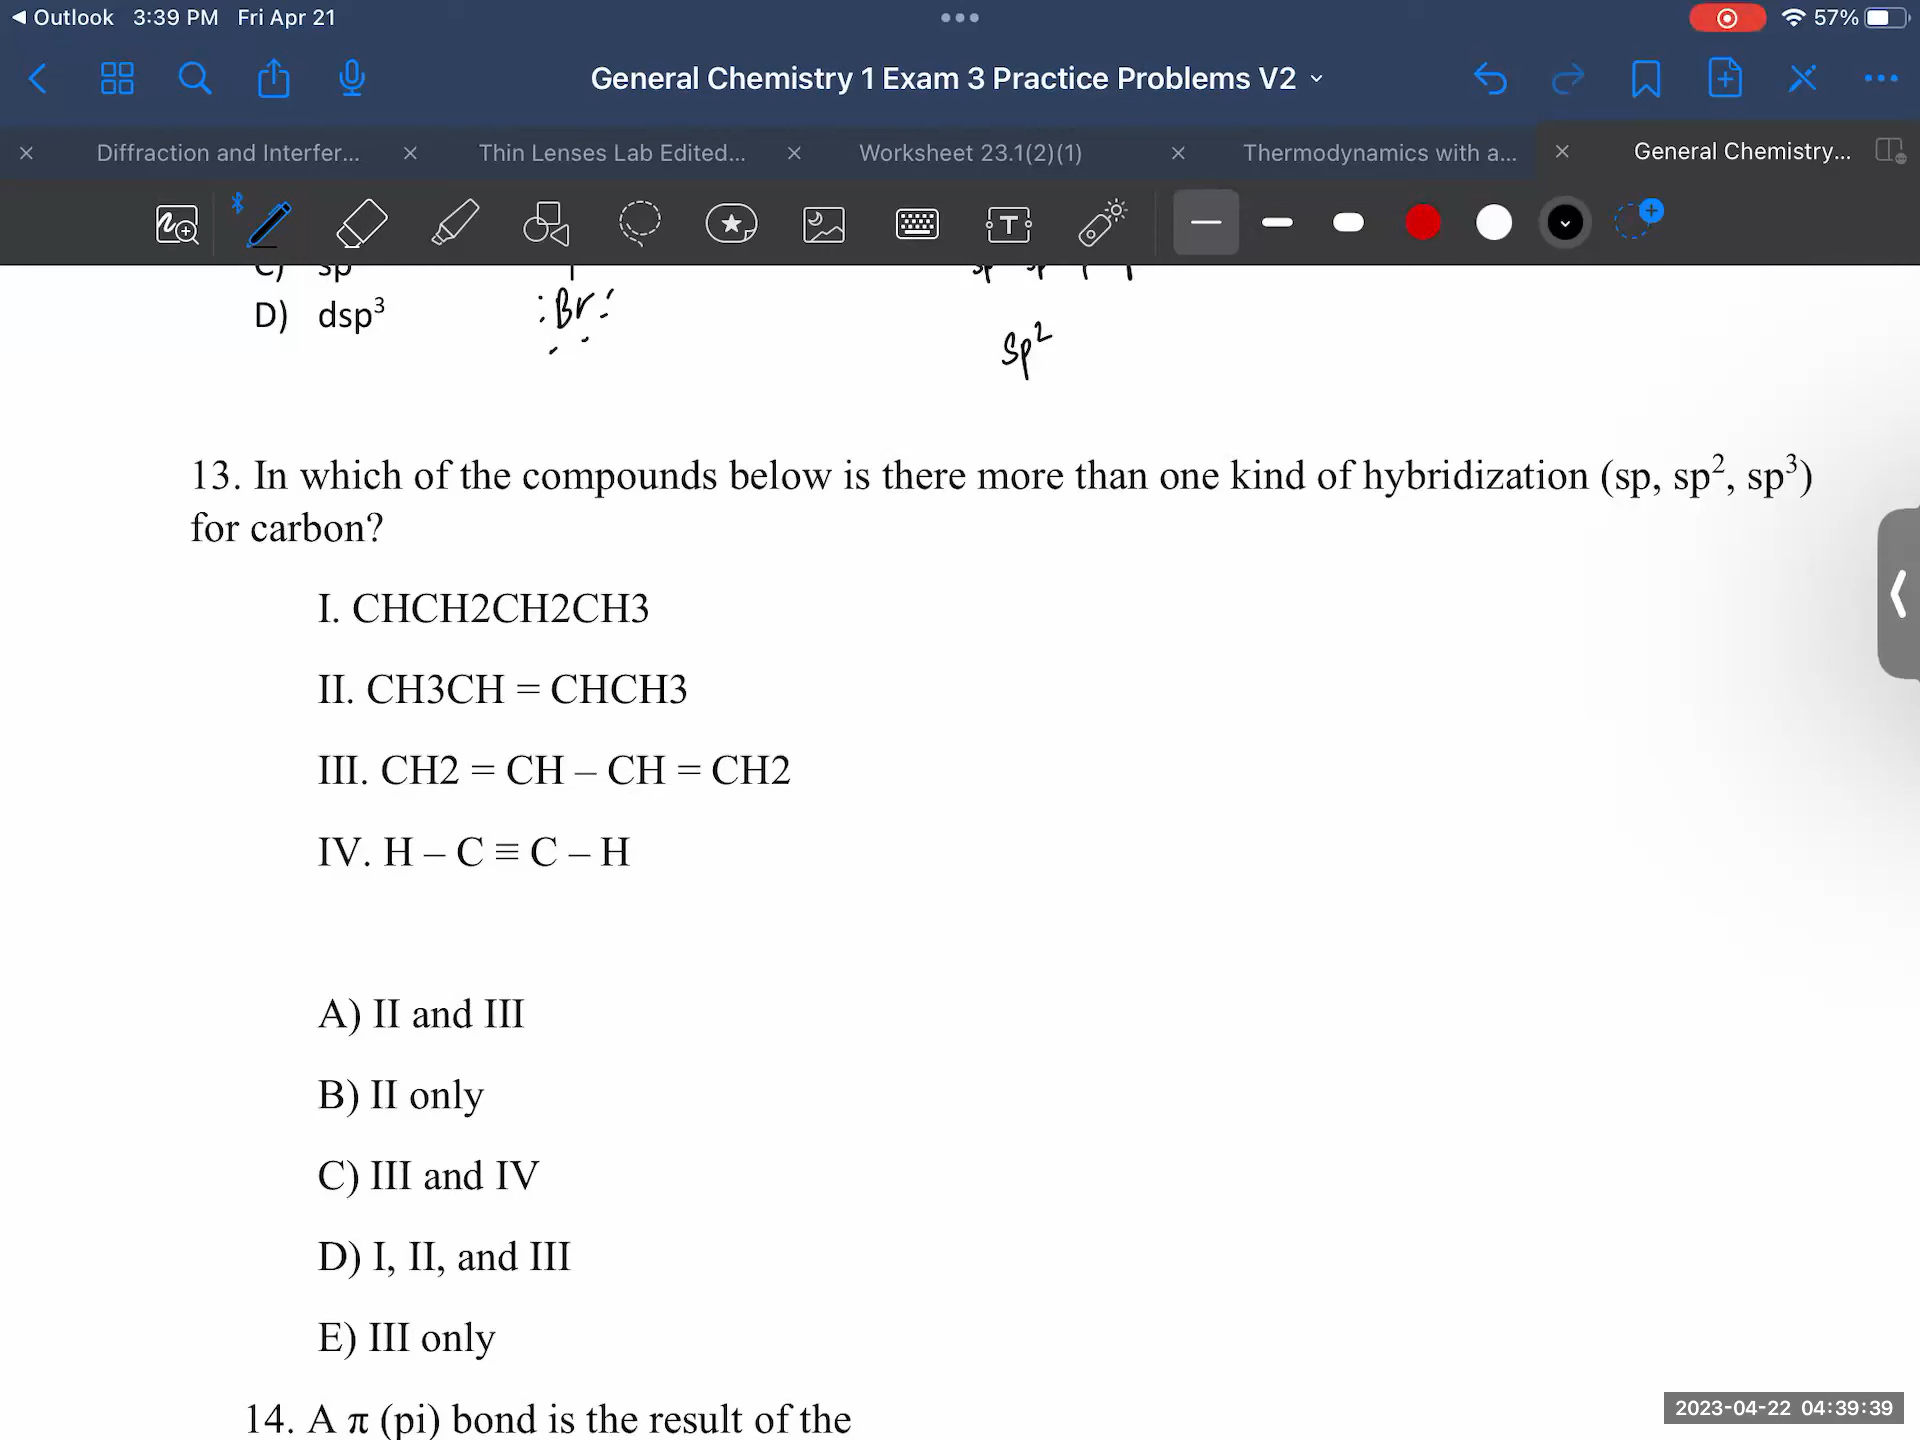 Outlook 3:39 PM Fri Apr 21
57%
General Chemistry 1 Exam 3 Practice Problems V2
Diffraction and Interfer...
Thin Lenses Lab Edited...
Worksheet 23.1(2)(1)
Thermodynamics with a...
General Chemistry...
C) sp
D) dsp³
:Br:
sp²
13. In which of the compounds below is there more than one kind of hybridization (sp, sp², sp³)
for carbon?
I. CHCH2CH2CH3
II. CH3CH = CHCH3
III. CH2 = CH – CH = CH2
IV. H – C ≡ C – H
A) II and III
B) II only
C) III and IV
D) I, II, and III
E) III only
14. A π (pi) bond is the result of the
2023-04-22 04:39:39